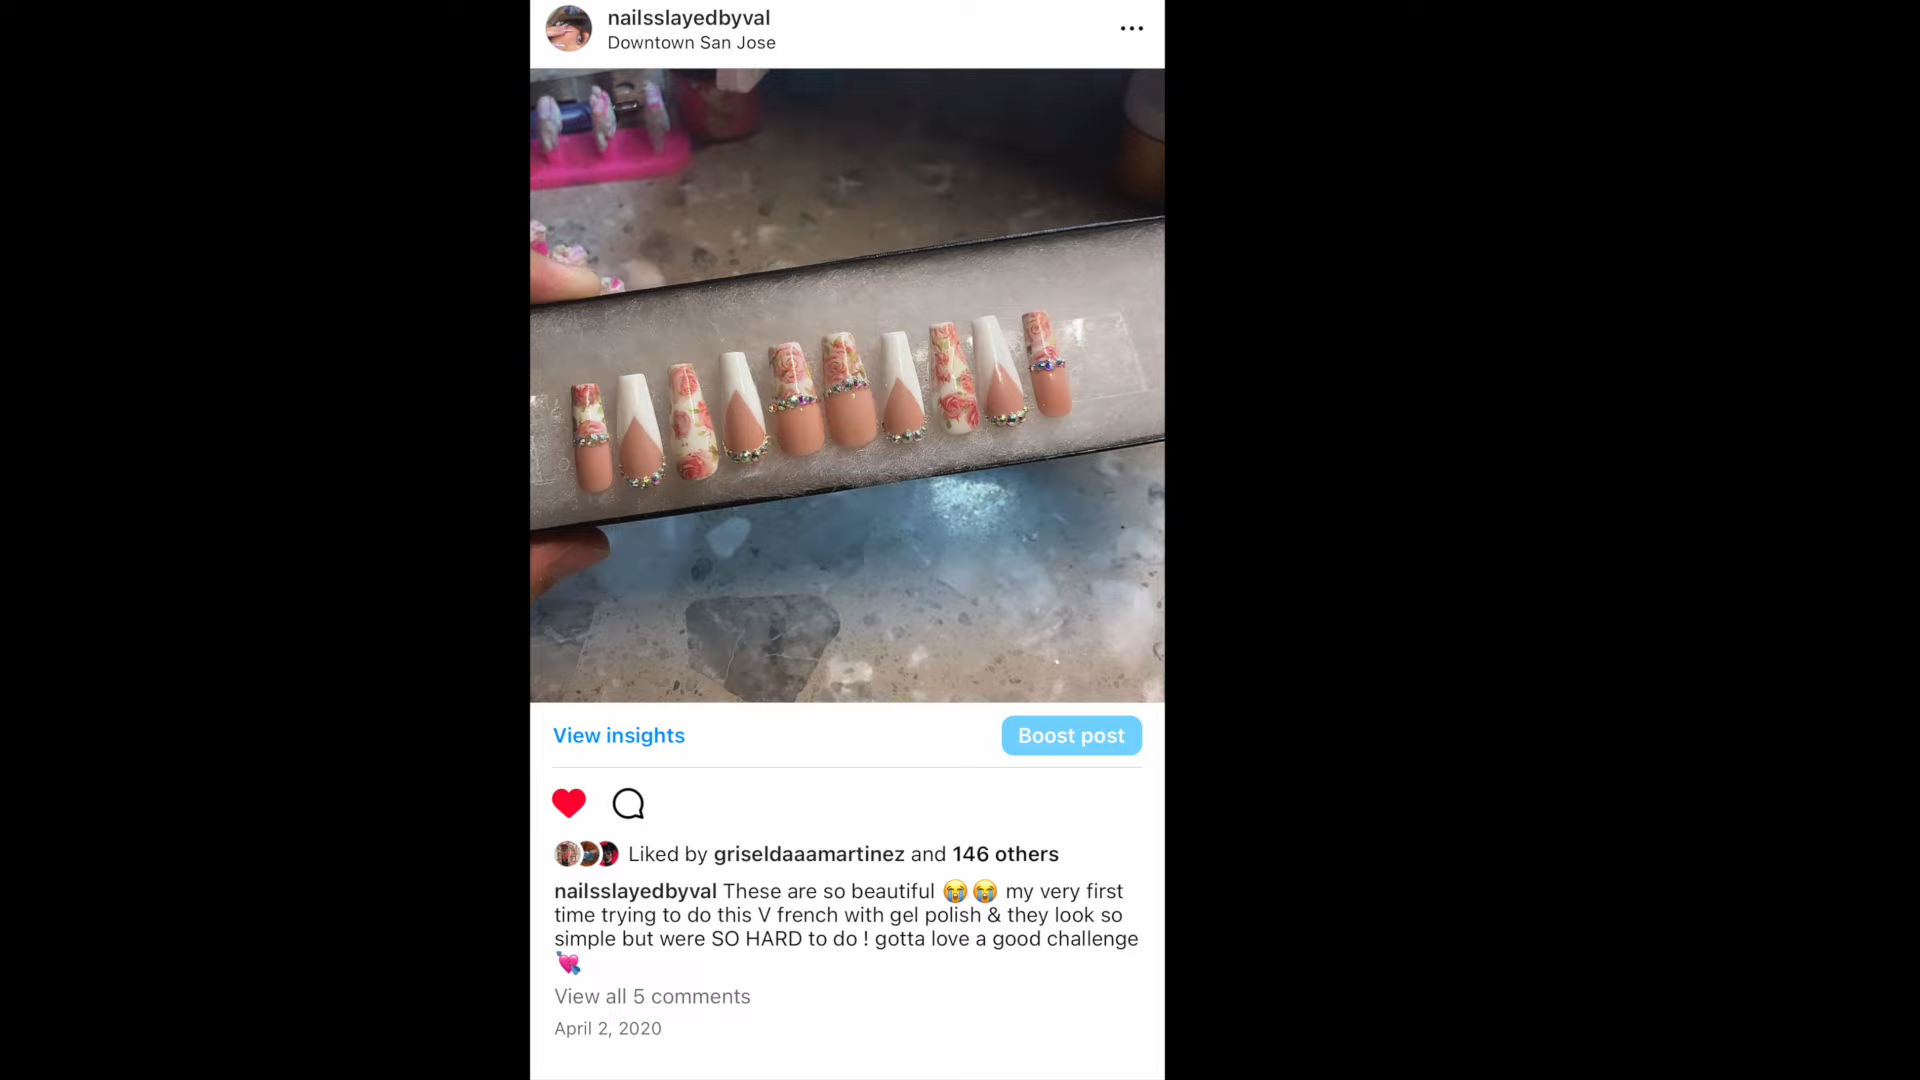 nailsslayedbyval
Downtown San Jose
View insights
Boost post
Liked by griseldaaamartinez and 146 others
nailsslayedbyval These are so beautiful 😭😭 my very first
time trying to do this V french with gel polish & they look so
simple but were SO HARD to do ! gotta love a good challenge
💘
View all 5 comments
April 2, 2020